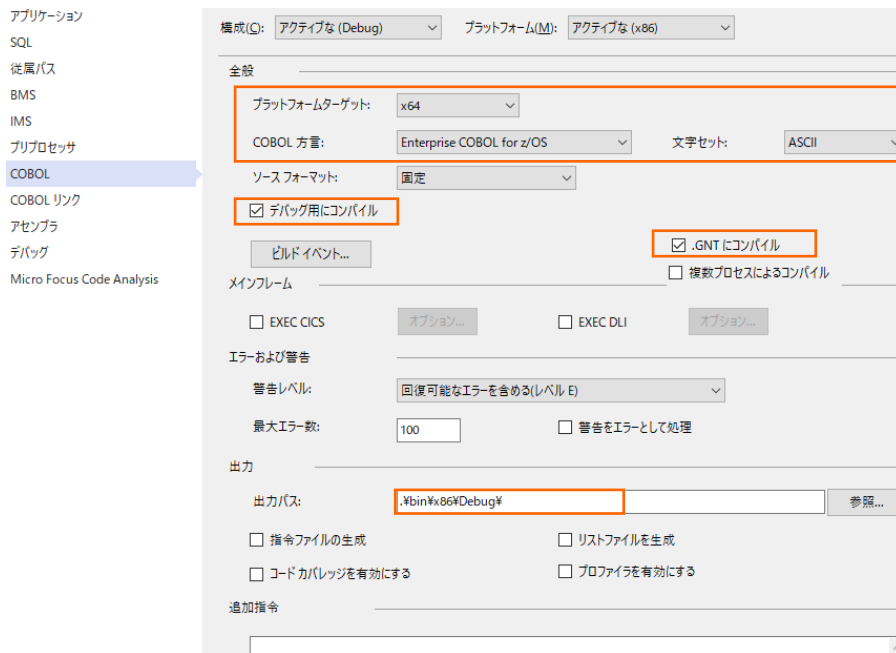 アプリケーション
SQL
従属パス
BMS
IMS
プリプロセッサ
COBOL
COBOL リンク
アセンブラ
デバッグ
Micro Focus Code Analysis
構成(C): アクティブな (Debug) プラットフォーム(M): アクティブな (x86)
全般
プラットフォームターゲット: x64
COBOL 方言: Enterprise COBOL for z/OS 文字セット: ASCII
ソース フォーマット: 固定
デバッグ用にコンパイル
ビルド イベント... .GNT にコンパイル
複数プロセスによるコンパイル
メインフレーム
EXEC CICS オプション... EXEC DLI オプション...
エラーおよび警告
警告レベル: 回復可能なエラーを含める(レベル E)
最大エラー数: 100 警告をエラーとして処理
出力
出力パス: .¥bin¥x86¥Debug¥ 参照...
指令ファイルの生成 リストファイルを生成
コード カバレッジを有効にする プロファイラを有効にする
追加指令